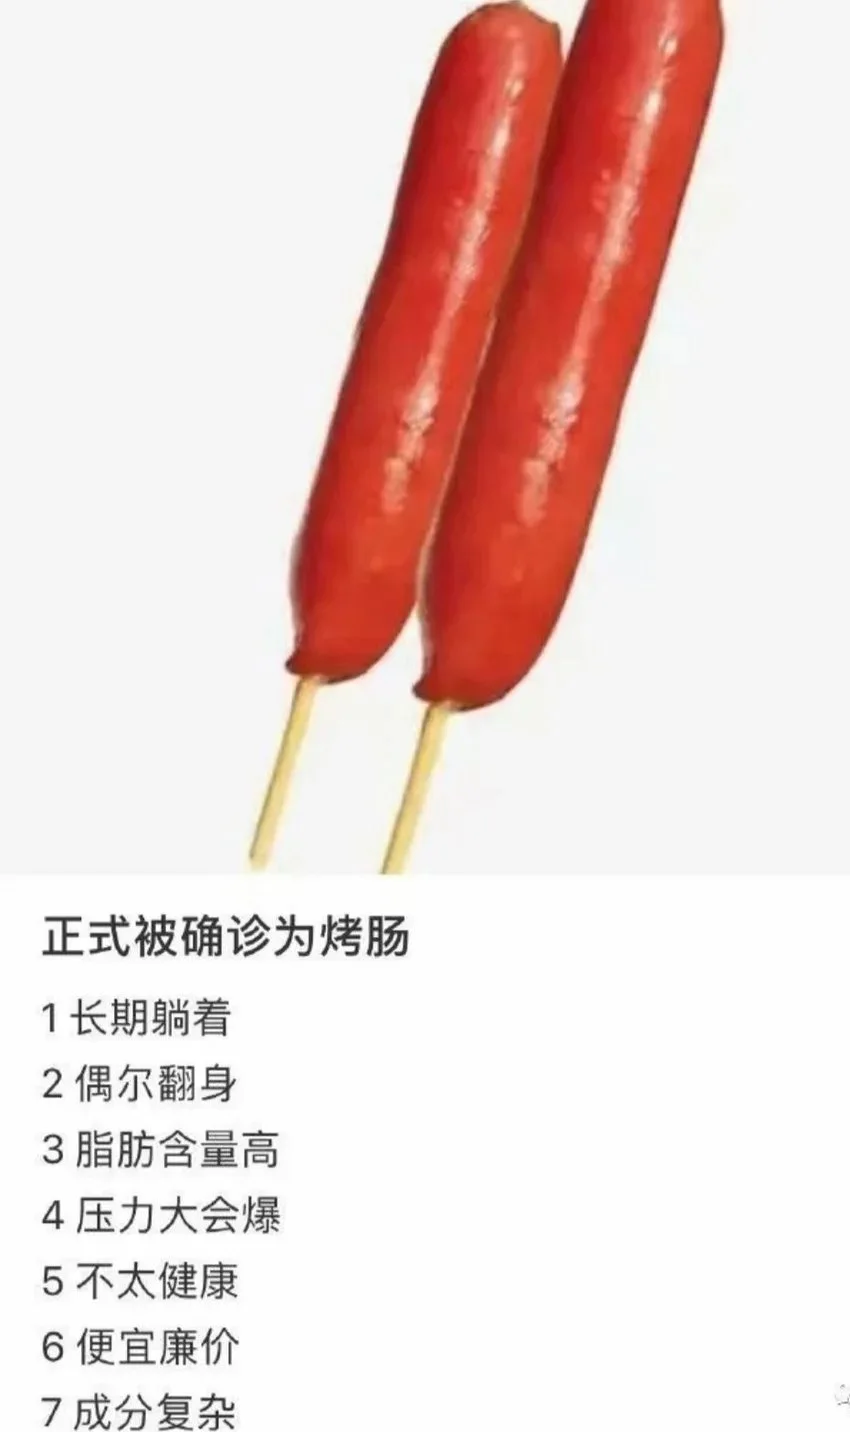 正式被确诊为烤肠
1 长期躺着
2 偶尔翻身
3 脂肪含量高
4 压力大会爆
5 不太健康
6 便宜廉价
7 成分复杂